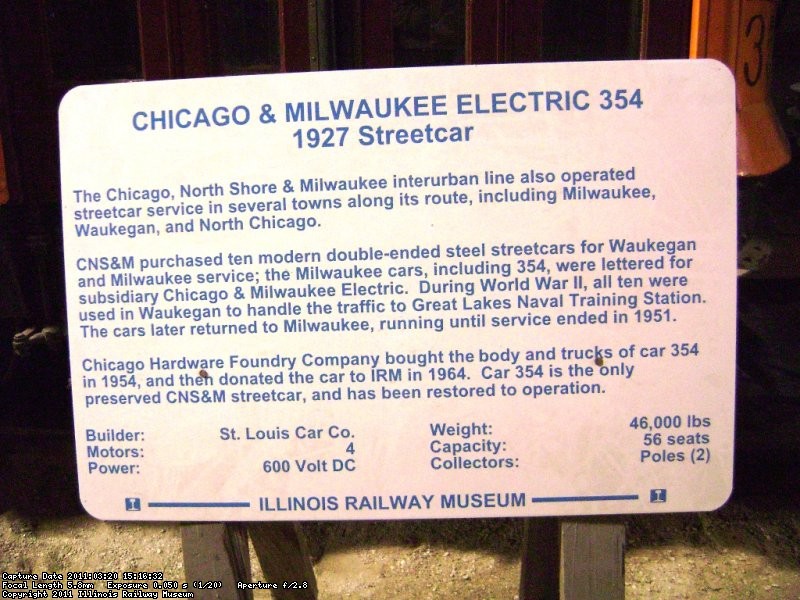 3
CHICAGO & MILWAUKEE ELECTRIC 354
1927 Streetcar
The Chicago, North Shore & Milwaukee interurban line also operated
streetcar service in several towns along its route, including Milwaukee,
Waukegan, and North Chicago.
CNS&M purchased ten modern double-ended steel streetcars for Waukegan
and Milwaukee service; the Milwaukee cars, including 354, were lettered for
subsidiary Chicago & Milwaukee Electric. During World War II, all ten were
used in Waukegan to handle the traffic to Great Lakes Naval Training Station.
The cars later returned to Milwaukee, running until service ended in 1951.
Chicago Hardware Foundry Company bought the body and trucks of car 354
in 1954, and then donated the car to IRM in 1964. Car 354 is the only
preserved CNS&M streetcar, and has been restored to operation.
Builder: St. Louis Car Co. Weight: 46,000 lbs
Motors: 4 Capacity: 56 seats
Power: 600 Volt DC Collectors: Poles (2)
I ILLINOIS RAILWAY MUSEUM I
Capture Date 2011:03:20 15:16:32
Focal Length 5.8mm Exposure 0.050 s (1/20) Aperture f/2.8
Copyright 2011 Illinois Railway Museum